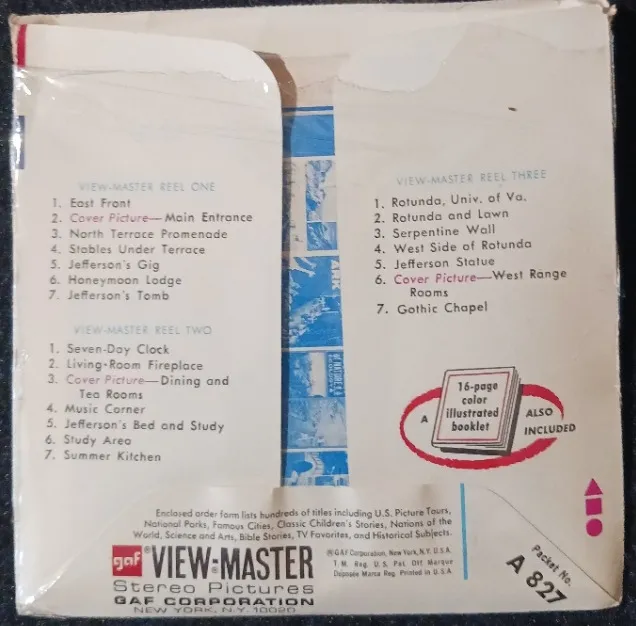 VIEW-MASTER REEL ONE
1. East Front
2. Cover Picture—Main Entrance
3. North Terrace Promenade
4. Stables Under Terrace
5. Jefferson's Gig
6. Honeymoon Lodge
7. Jefferson's Tomb
VIEW-MASTER REEL TWO
1. Seven-Day Clock
2. Living-Room Fireplace
3. Cover Picture—Dining and
Tea Rooms
4. Music Corner
5. Jefferson's Bed and Study
6. Study Area
7. Summer Kitchen
VIEW-MASTER REEL THREE
1. Rotunda, Univ. of Va.
2. Rotunda and Lawn
3. Serpentine Wall
4. West Side of Rotunda
5. Jefferson Statue
6. Cover Picture—West Range
Rooms
7. Gothic Chapel
A
16-page
color
illustrated
booklet
ALSO
INCLUDED
Enclosed order form lists hundreds of titles including U.S. Picture Tours,
National Parks, Famous Cities, Classic Children's Stories, Nations of the
World, Science and Arts, Bible Stories, TV Favorites, and Historical Subjects.
gaf ® VIEW-MASTER
Stereo Pictures
GAF CORPORATION
NEW YORK, N.Y. 10020
©GAF Corporation, New York, N.Y. U.S.A.
T.M. Reg. U.S. Pat. Off. Marque
Deposée Marca Reg. Printed in U.S.A.
Packet No.
A 827